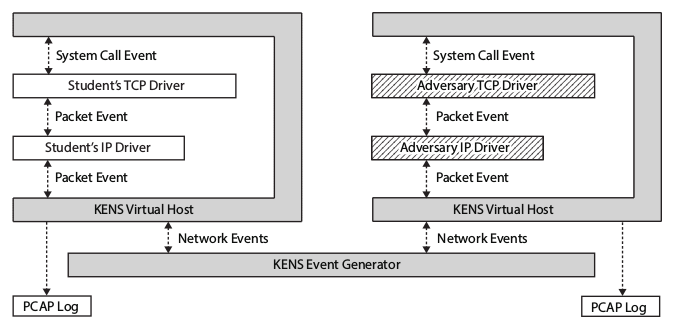 System Call Event
Student's TCP Driver
Packet Event
Student's IP Driver
Packet Event
KENS Virtual Host
Network Events
System Call Event
Adversary TCP Driver
Packet Event
Adversary IP Driver
Packet Event
KENS Virtual Host
Network Events
KENS Event Generator
PCAP Log
PCAP Log